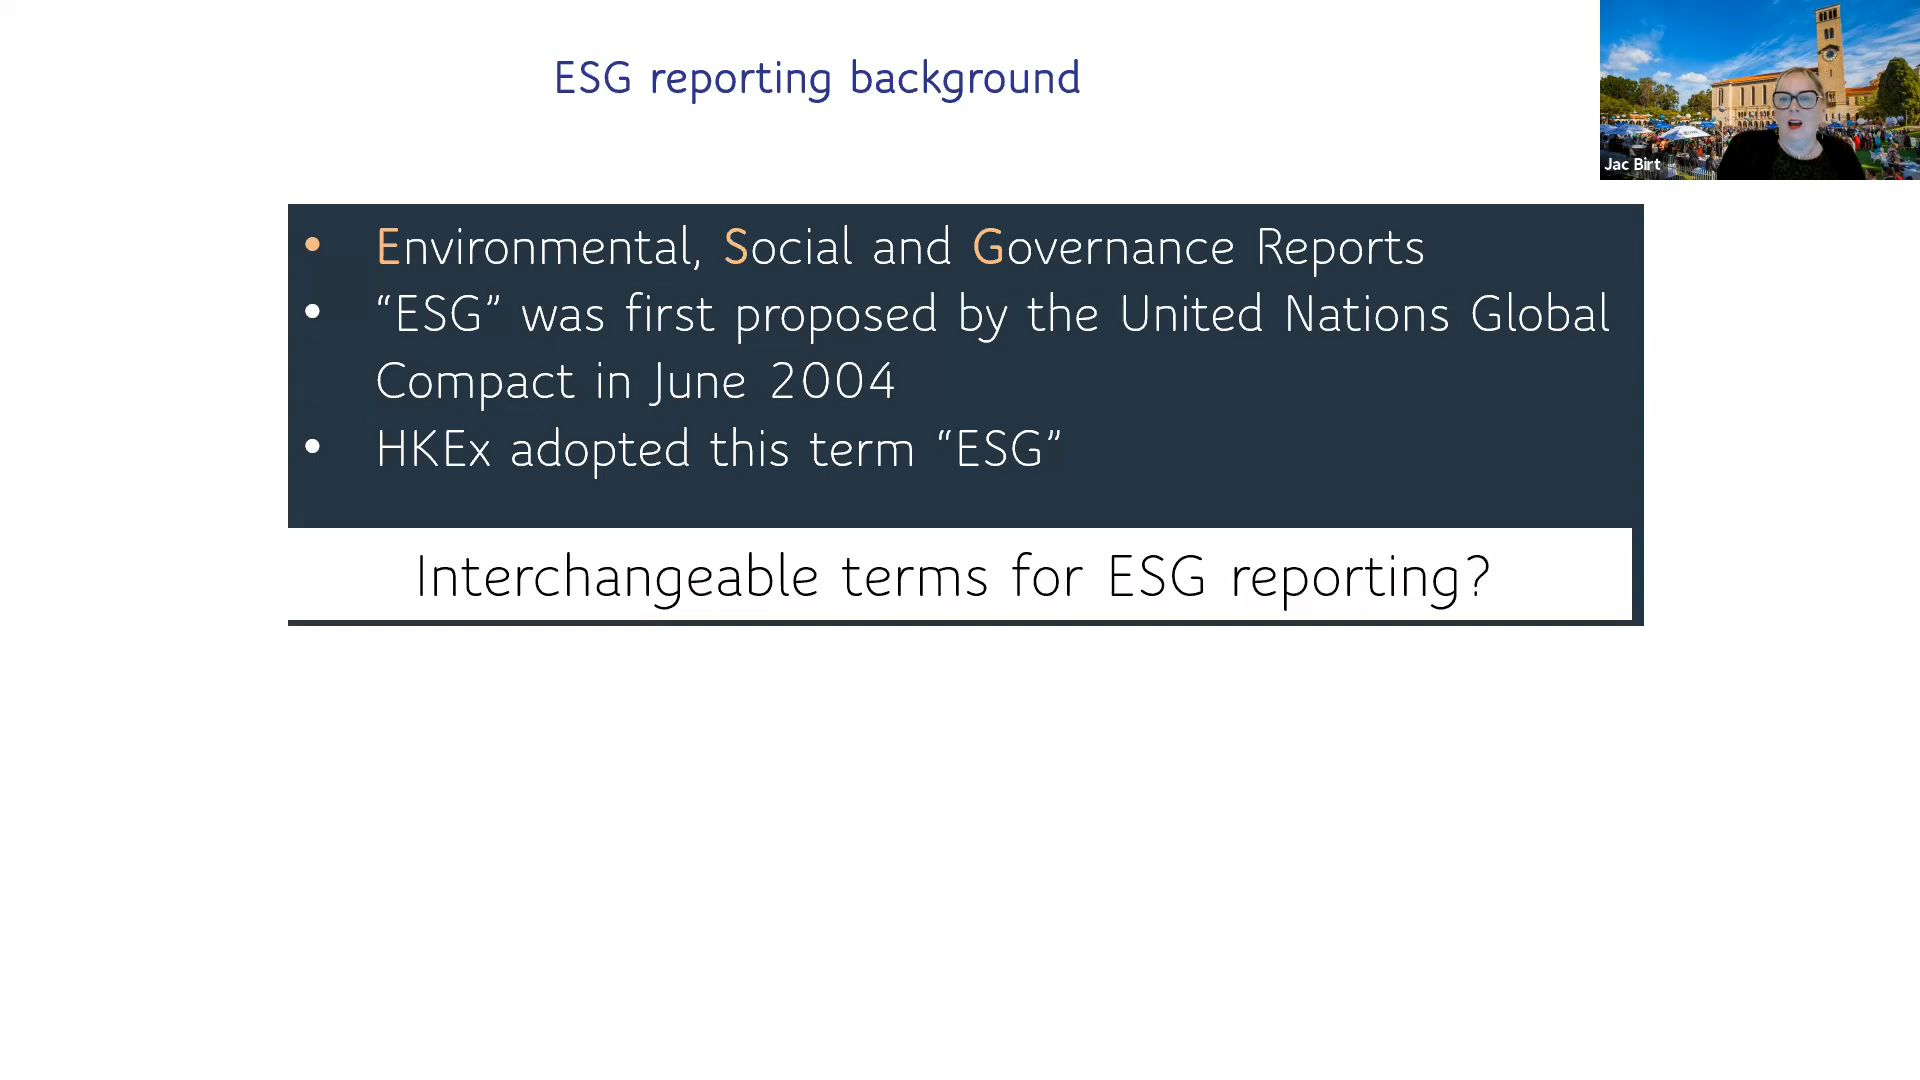 ESG reporting background
Jac Birt
• Environmental, Social and Governance Reports
• “ESG” was first proposed by the United Nations Global
Compact in June 2004
• HKEx adopted this term “ESG”
Interchangeable terms for ESG reporting?